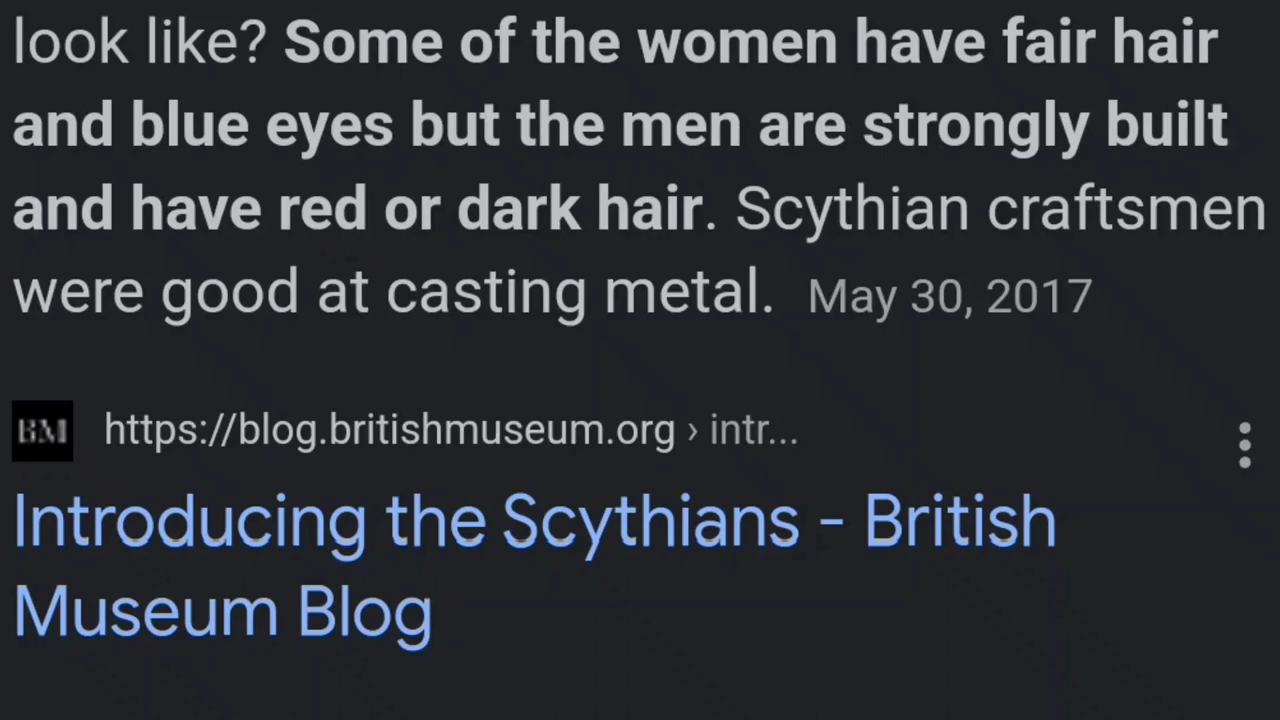 look like? Some of the women have fair hair
and blue eyes but the men are strongly built
and have red or dark hair. Scythian craftsmen
were good at casting metal. May 30, 2017
BM https://blog.britishmuseum.org › intr...
Introducing the Scythians - British
Museum Blog